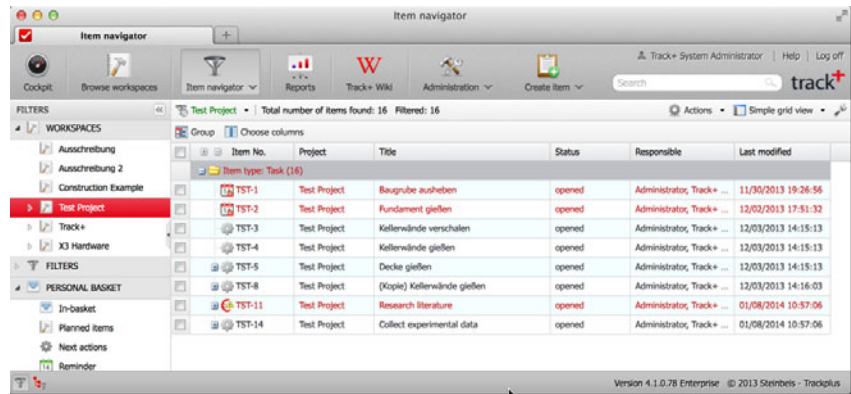 Item navigator
Item navigator
Track+ System Administrator | Help | Log off
Cockpit Browse workspaces Item navigator Reports Track+ Wiki Administration Create item Search track+
FILTERS Test Project Total number of items found: 16 Filtered: 16 Actions Simple grid view
WORKSPACES Group Choose columns
Ausschreibung Item No. Project Title Status Responsible Last modified
Ausschreibung 2 Item type: Task (16)
Construction Example TST-1 Test Project Baugrube ausheben opened Administrator, Track+ ... 11/30/2013 19:26:56
Test Project TST-2 Test Project Fundament gießen opened Administrator, Track+ ... 12/02/2013 17:51:32
Track+ TST-3 Test Project Kellerwände verschalen opened Administrator, Track+ ... 12/03/2013 14:15:13
X3 Hardware TST-4 Test Project Kellerwände gießen opened Administrator, Track+ ... 12/03/2013 14:15:13
FILTERS TST-5 Test Project Decke gießen opened Administrator, Track+ ... 12/03/2013 14:15:13
PERSONAL BASKET TST-8 Test Project (Kopie) Kellerwände gießen opened Administrator, Track+ ... 12/03/2013 14:16:03
In-basket TST-11 Test Project Research literature opened Administrator, Track+ ... 01/08/2014 10:57:06
Planned items TST-14 Test Project Collect experimental data opened Administrator, Track+ ... 01/08/2014 10:57:06
Next actions
Reminder
Version 4.1.0.78 Enterprise © 2013 Steinbeis - Trackplus